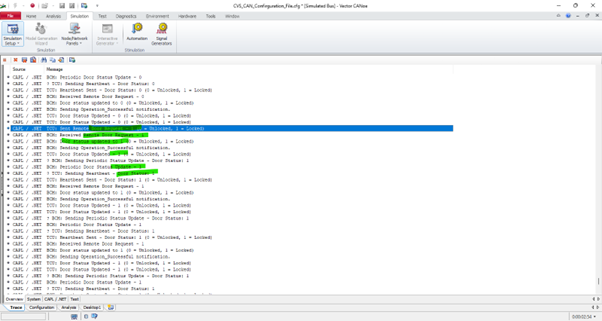 CVS_CAN_Configuration_File.cfg * [Simulated Bus] - Vector CANoe
File Home Analysis Simulation Test Diagnostics Environment Hardware Tools Window
Simulation Setup
Model Generation Wizard
Node/Network Panels
Interactive Generator
Automation
Signal Generators
Simulation
Stimulation
Source Message
CAPL / .NET BCM: Periodic Door Status Update - 0
CAPL / .NET ? TCU: Sending Heartbeat - Door Status: 0
CAPL / .NET TCU: Heartbeat Sent - Door Status: 0 (0 = Unlocked, 1 = Locked)
CAPL / .NET BCM: Received Remote Door Request - 0
CAPL / .NET BCM: Door status updated to 0 (0 = Unlocked, 1 = Locked)
CAPL / .NET BCM: Sending Operation_Successful notification.
CAPL / .NET TCU: Door Status Updated - 0 (0 = Unlocked, 1 = Locked)
CAPL / .NET TCU: Door Status Updated - 0 (0 = Unlocked, 1 = Locked)
CAPL / .NET TCU: Sent Remote Door Request - 1 (0 = Unlocked, 1 = Locked)
CAPL / .NET BCM: Received Remote Door Request - 1
CAPL / .NET BCM: Door status updated to 1 (0 = Unlocked, 1 = Locked)
CAPL / .NET BCM: Sending Operation_Successful notification.
CAPL / .NET TCU: Door Status Updated - 1 (0 = Unlocked, 1 = Locked)
CAPL / .NET ? BCM: Sending Periodic Status Update - Door Status: 1
CAPL / .NET BCM: Periodic Door Status Update - 1
CAPL / .NET ? TCU: Sending Heartbeat - Door Status: 1
CAPL / .NET TCU: Heartbeat Sent - Door Status: 1 (0 = Unlocked, 1 = Locked)
CAPL / .NET BCM: Received Remote Door Request - 1
CAPL / .NET BCM: Door status updated to 1 (0 = Unlocked, 1 = Locked)
CAPL / .NET BCM: Sending Operation_Successful notification.
CAPL / .NET TCU: Door Status Updated - 1 (0 = Unlocked, 1 = Locked)
CAPL / .NET TCU: Door Status Updated - 1 (0 = Unlocked, 1 = Locked)
CAPL / .NET ? BCM: Sending Periodic Status Update - Door Status: 1
CAPL / .NET BCM: Periodic Door Status Update - 1
CAPL / .NET ? TCU: Sending Heartbeat - Door Status: 1
CAPL / .NET TCU: Heartbeat Sent - Door Status: 1 (0 = Unlocked, 1 = Locked)
CAPL / .NET BCM: Received Remote Door Request - 1
CAPL / .NET BCM: Door status updated to 1 (0 = Unlocked, 1 = Locked)
CAPL / .NET BCM: Sending Operation_Successful notification.
CAPL / .NET TCU: Door Status Updated - 1 (0 = Unlocked, 1 = Locked)
CAPL / .NET TCU: Door Status Updated - 1 (0 = Unlocked, 1 = Locked)
CAPL / .NET ? BCM: Sending Periodic Status Update - Door Status: 1
CAPL / .NET BCM: Periodic Door Status Update - 1
CAPL / .NET ? TCU: Sending Heartbeat - Door Status: 1
Overview System CAPL / .NET Test
Trace Configuration Analysis Desktop1
0:00:02:54